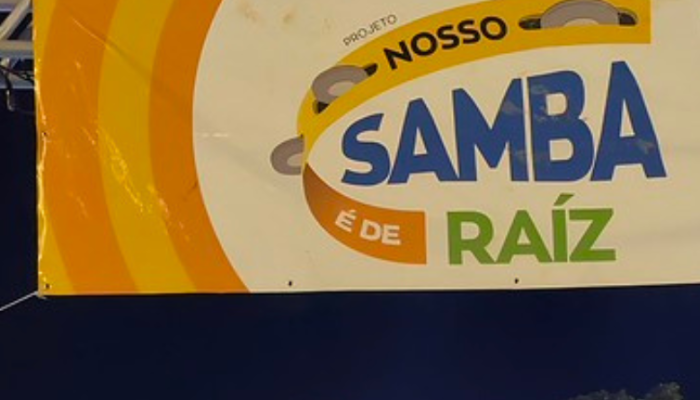 PROJETO
NOSSO
SAMBA
É DE
RAÍZ